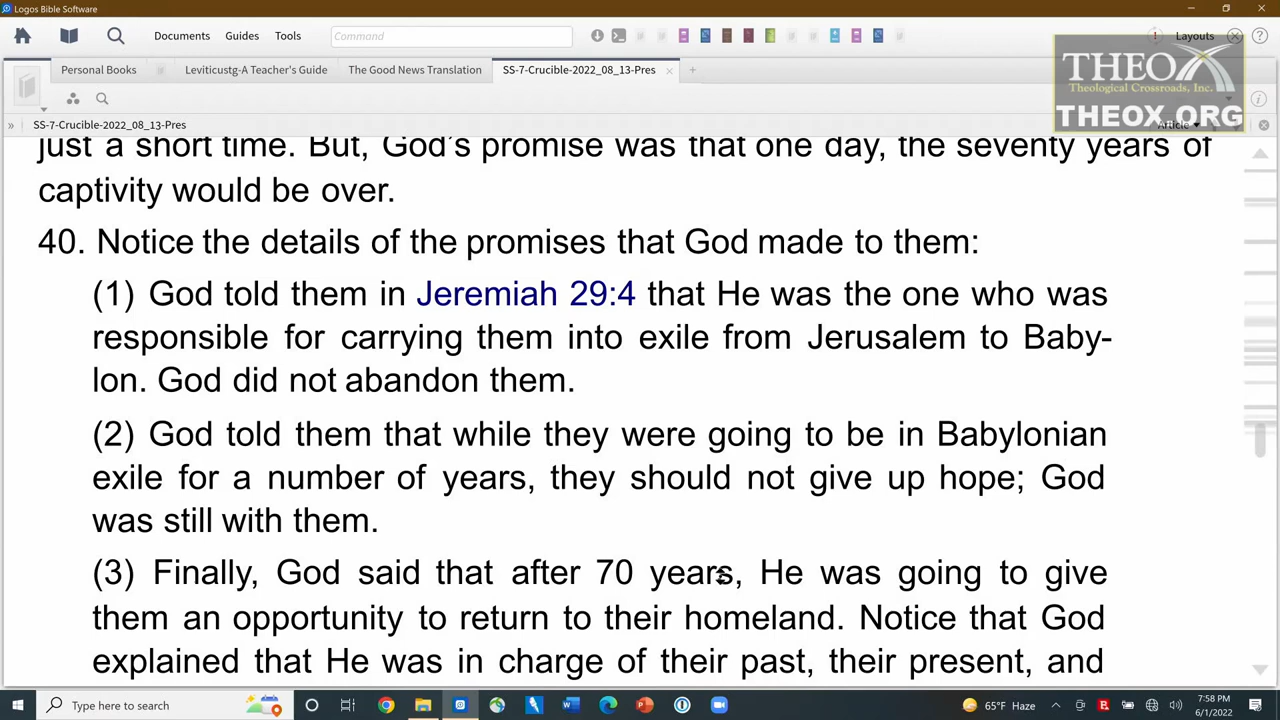 Logos Bible Software
Documents Guides Tools Command Layouts
Personal Books Leviticustg-A Teacher's Guide The Good News Translation SS-7-Crucible-2022_08_13-Pres
THEOX
Theological Crossroads, Inc.
THEOX.ORG
SS-7-Crucible-2022_08_13-Pres Article
just a short time. But, God's promise was that one day, the seventy years of
captivity would be over.
40. Notice the details of the promises that God made to them:
(1) God told them in Jeremiah 29:4 that He was the one who was
responsible for carrying them into exile from Jerusalem to Baby-
lon. God did not abandon them.
(2) God told them that while they were going to be in Babylonian
exile for a number of years, they should not give up hope; God
was still with them.
(3) Finally, God said that after 70 years, He was going to give
them an opportunity to return to their homeland. Notice that God
explained that He was in charge of their past, their present, and
Type here to search 65°F Haze 7:58 PM
6/1/2022